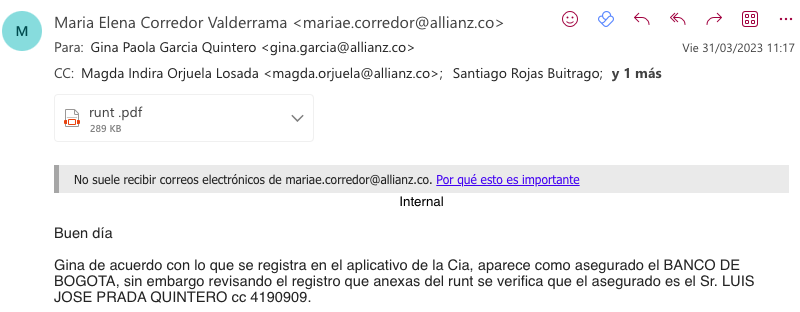 M
Maria Elena Corredor Valderrama <mariae.corredor@allianz.co>
Para: Gina Paola Garcia Quintero <gina.garcia@allianz.co>
Vie 31/03/2023 11:17
CC: Magda Indira Orjuela Losada <magda.orjuela@allianz.co>; Santiago Rojas Buitrago; y 1 más
runt .pdf
289 KB
No suele recibir correos electrónicos de mariae.corredor@allianz.co. Por qué esto es importante
Internal
Buen día
Gina de acuerdo con lo que se registra en el aplicativo de la Cia, aparece como asegurado el BANCO DE
BOGOTA, sin embargo revisando el registro que anexas del runt se verifica que el asegurado es el Sr. LUIS
JOSE PRADA QUINTERO cc 4190909.